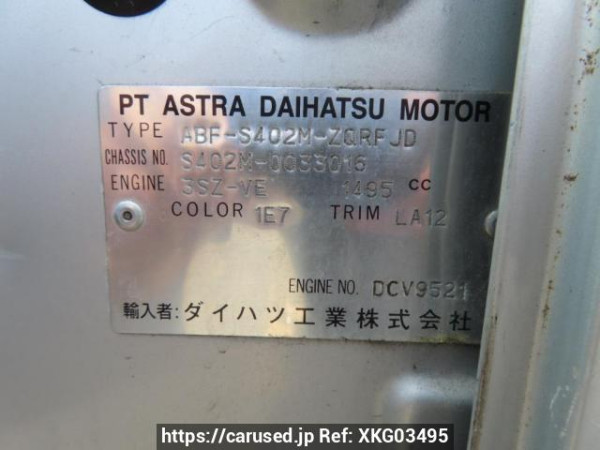 PT ASTRA DAIHATSU MOTOR
TYPE ABF-S402M-ZQRFJD
CHASSIS NO. S402M-0033016
ENGINE 3SZ-VE 1495 CC
COLOR 1E7 TRIM LA12
ENGINE NO. DCV9521
輸入者: ダイハツ工業株式会社
https://carused.jp Ref: XKG03495